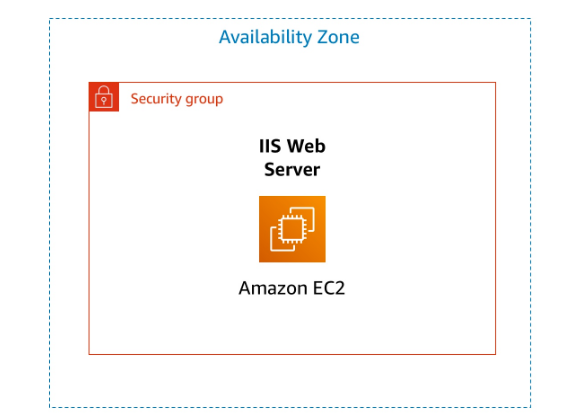 Availability Zone
Security group
IIS Web
Server
Amazon EC2